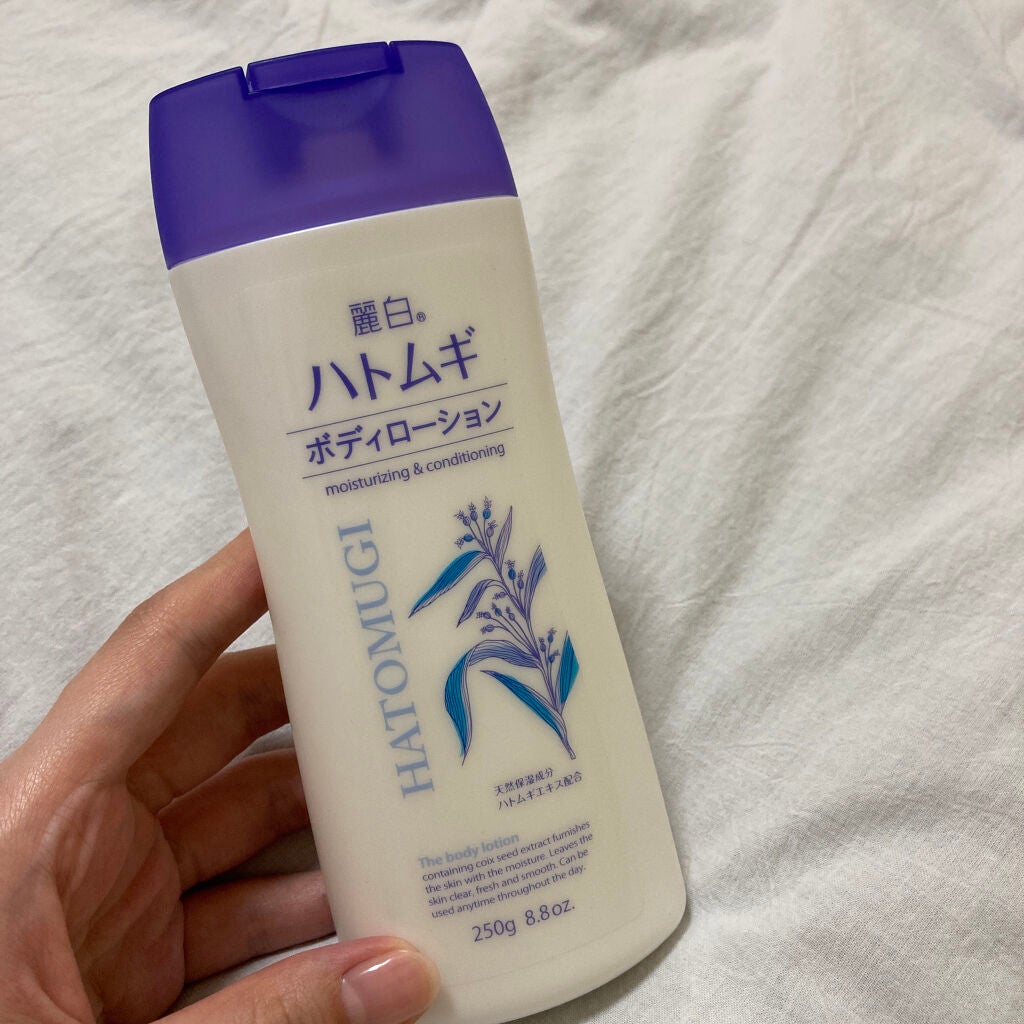 麗白®
ハトムギ
ボディローション
moisturizing & conditioning
HATOMUGI
天然保湿成分
ハトムギエキス配合
The body lotion
containing coix seed extract furnishes
the skin with the moisture. Leaves the
skin clear, fresh and smooth. Can be
used anytime throughout the day.
250g 8.8oz.